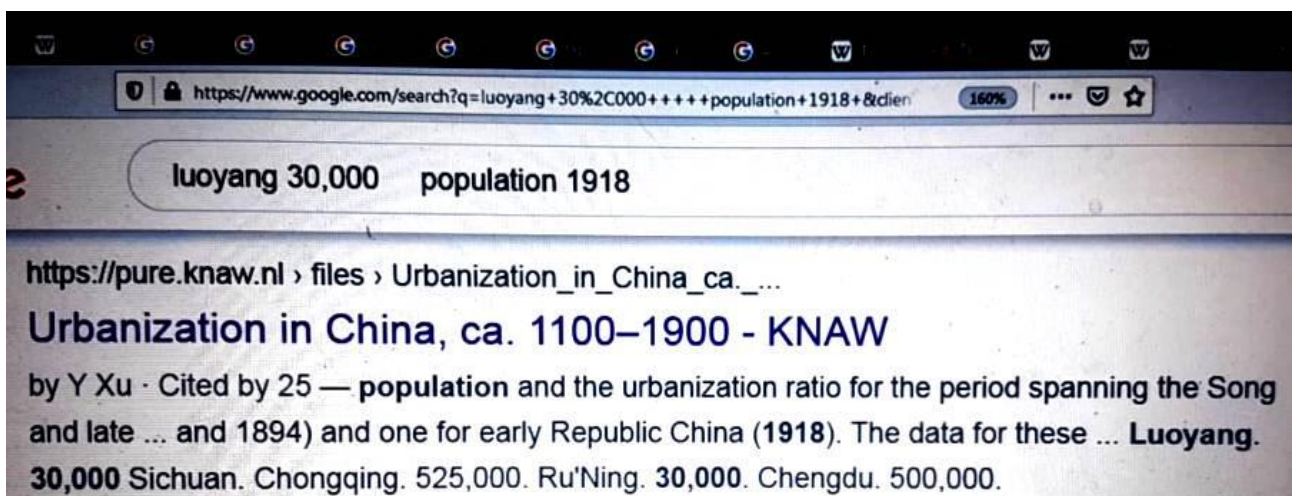 https://www.google.com/search?q=luoyang+30%2C000+++++population+1918+&clien
160%
luoyang 30,000 population 1918
https://pure.knaw.nl › files › Urbanization_in_China_ca._...
Urbanization in China, ca. 1100–1900 - KNAW
by Y Xu · Cited by 25 — population and the urbanization ratio for the period spanning the Song
and late ... and 1894) and one for early Republic China (1918). The data for these ... Luoyang.
30,000 Sichuan. Chongqing. 525,000. Ru'Ning. 30,000. Chengdu. 500,000.